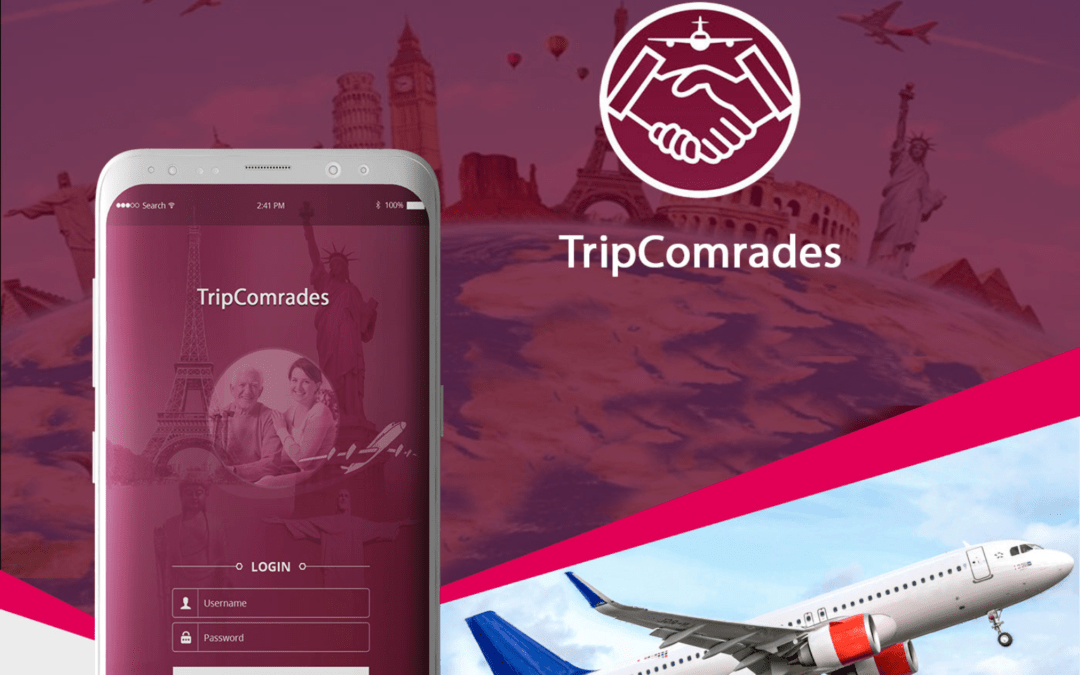 TripComrades
Search
2:41 PM
100%
TripComrades
LOGIN
Username
Password